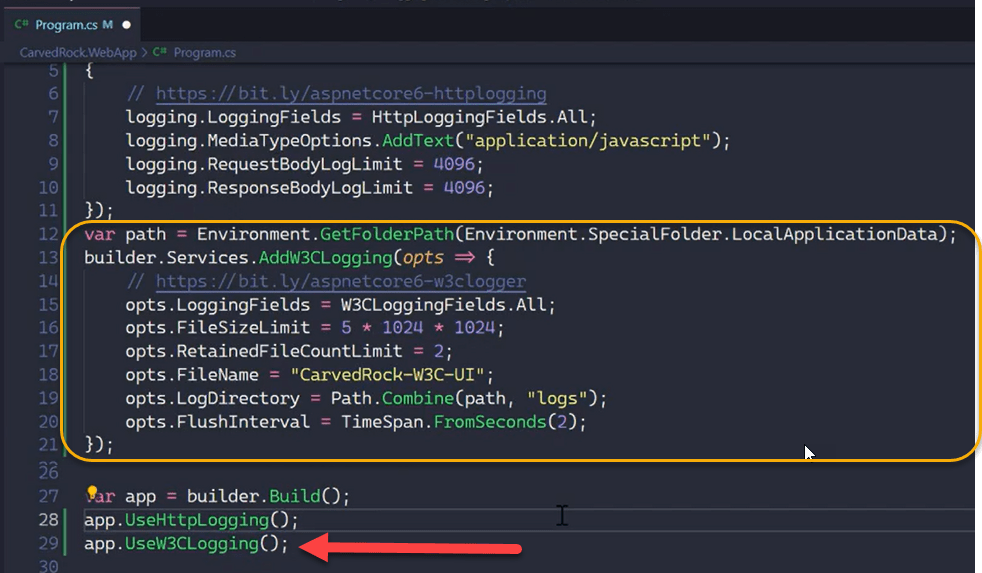 C# Program.cs M ●
CarvedRock.WebApp > C# Program.cs
5 {
6 // https://bit.ly/aspnetcore6-httplogging
7 logging.LoggingFields = HttpLoggingFields.All;
8 logging.MediaTypeOptions.AddText("application/javascript");
9 logging.RequestBodyLogLimit = 4096;
10 logging.ResponseBodyLogLimit = 4096;
11 });
12 var path = Environment.GetFolderPath(Environment.SpecialFolder.LocalApplicationData);
13 builder.Services.AddW3CLogging(opts => {
14 // https://bit.ly/aspnetcore6-w3clogger
15 opts.LoggingFields = W3CLoggingFields.All;
16 opts.FileSizeLimit = 5 * 1024 * 1024;
17 opts.RetainedFileCountLimit = 2;
18 opts.FileName = "CarvedRock-W3C-UI";
19 opts.LogDirectory = Path.Combine(path, "logs");
20 opts.FlushInterval = TimeSpan.FromSeconds(2);
21 });
26
27 var app = builder.Build();
28 app.UseHttpLogging();
29 app.UseW3CLogging();
30